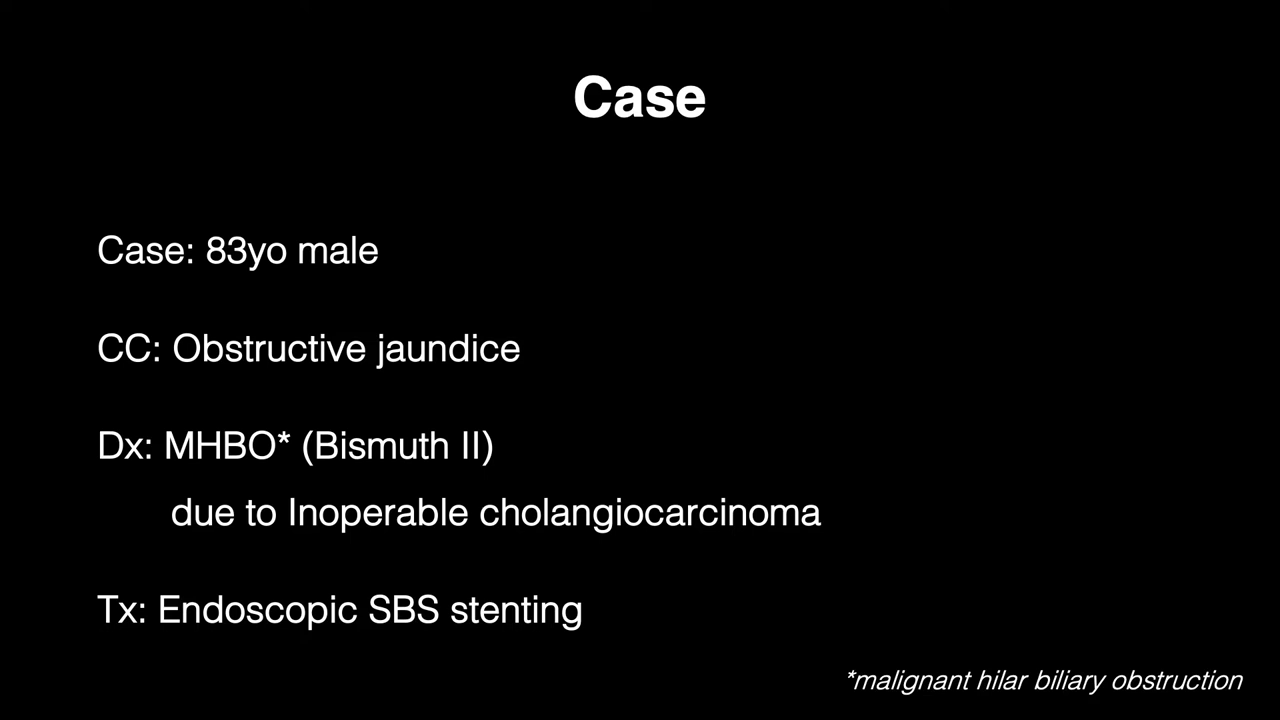 Case
Case: 83yo male
CC: Obstructive jaundice
Dx: MHBO* (Bismuth II)
due to Inoperable cholangiocarcinoma
Tx: Endoscopic SBS stenting
*malignant hilar biliary obstruction